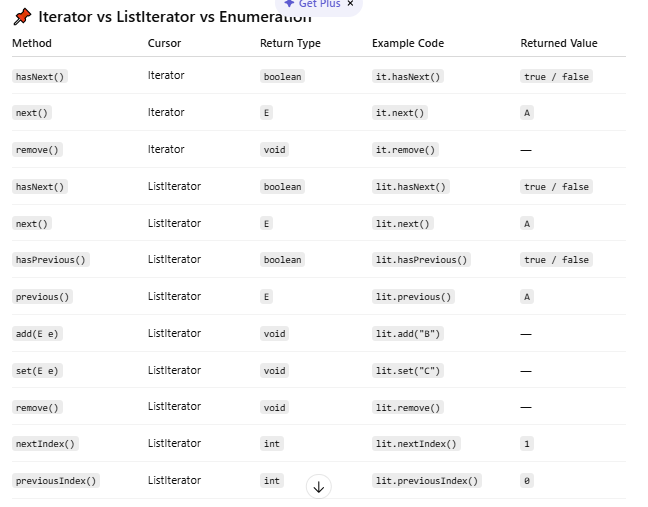 Get Plus ×
📌 Iterator vs ListIterator vs Enumeration
Method Cursor Return Type Example Code Returned Value
hasNext() Iterator boolean it.hasNext() true / false
next() Iterator E it.next() A
remove() Iterator void it.remove() —
hasNext() ListIterator boolean lit.hasNext() true / false
next() ListIterator E lit.next() A
hasPrevious() ListIterator boolean lit.hasPrevious() true / false
previous() ListIterator E lit.previous() A
add(E e) ListIterator void lit.add("B") —
set(E e) ListIterator void lit.set("C") —
remove() ListIterator void lit.remove() —
nextIndex() ListIterator int lit.nextIndex() 1
previousIndex() ListIterator int lit.previousIndex() 0